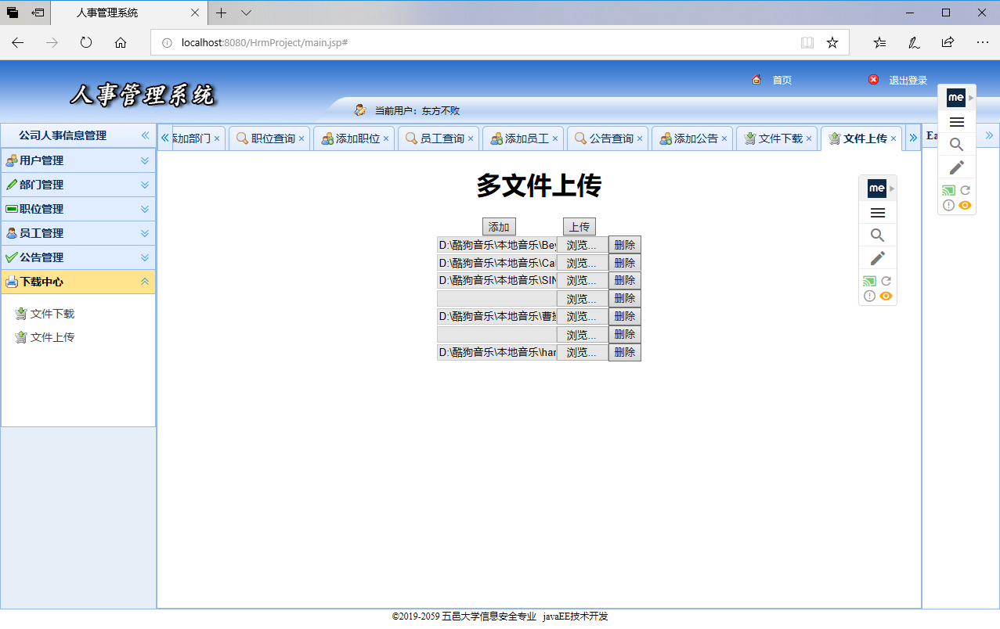 人事管理系统
localhost:8080/HrmProject/main.jsp#
人事管理系统
首页
退出登录
当前用户：东方不败
me
公司人事信息管理
添加部门 职位查询 添加职位 员工查询 添加员工 公告查询 添加公告 文件下载 文件上传
Ea
用户管理
部门管理
职位管理
员工管理
公告管理
下载中心
文件下载
文件上传
多文件上传
me
添加 上传
D:\酷狗音乐\本地音乐\Bey 浏览... 删除
D:\酷狗音乐\本地音乐\Cal 浏览... 删除
D:\酷狗音乐\本地音乐\SIN 浏览... 删除
浏览... 删除
D:\酷狗音乐\本地音乐\曹操 浏览... 删除
浏览... 删除
D:\酷狗音乐\本地音乐\har 浏览... 删除
©2019-2059 五邑大学信息安全专业 javaEE技术开发